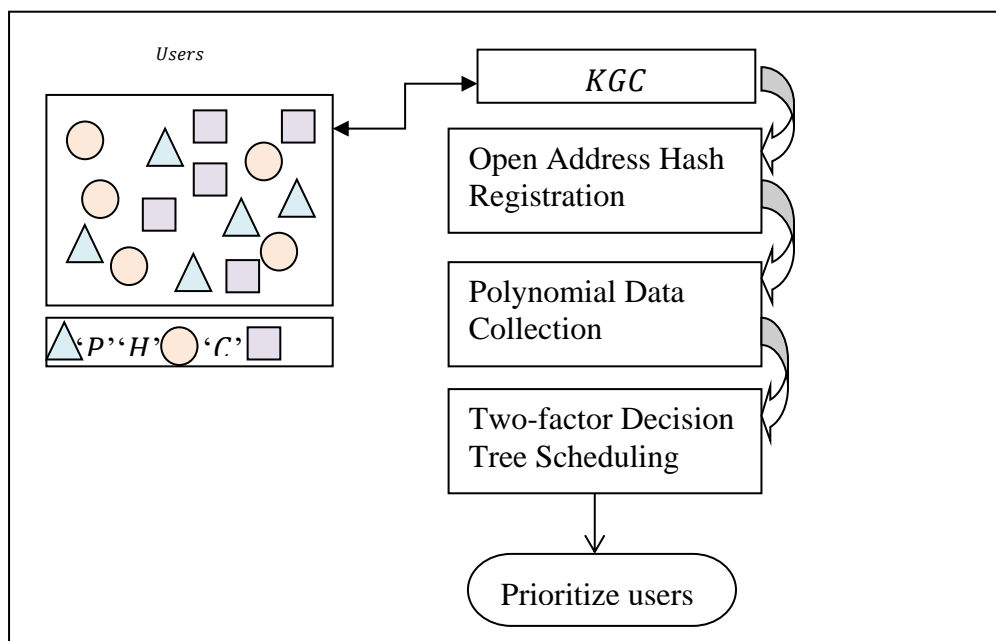 Users
KGC
Open Address Hash
Registration
Polynomial Data
Collection
‘P’‘H’ ‘C’
Two-factor Decision
Tree Scheduling
Prioritize users